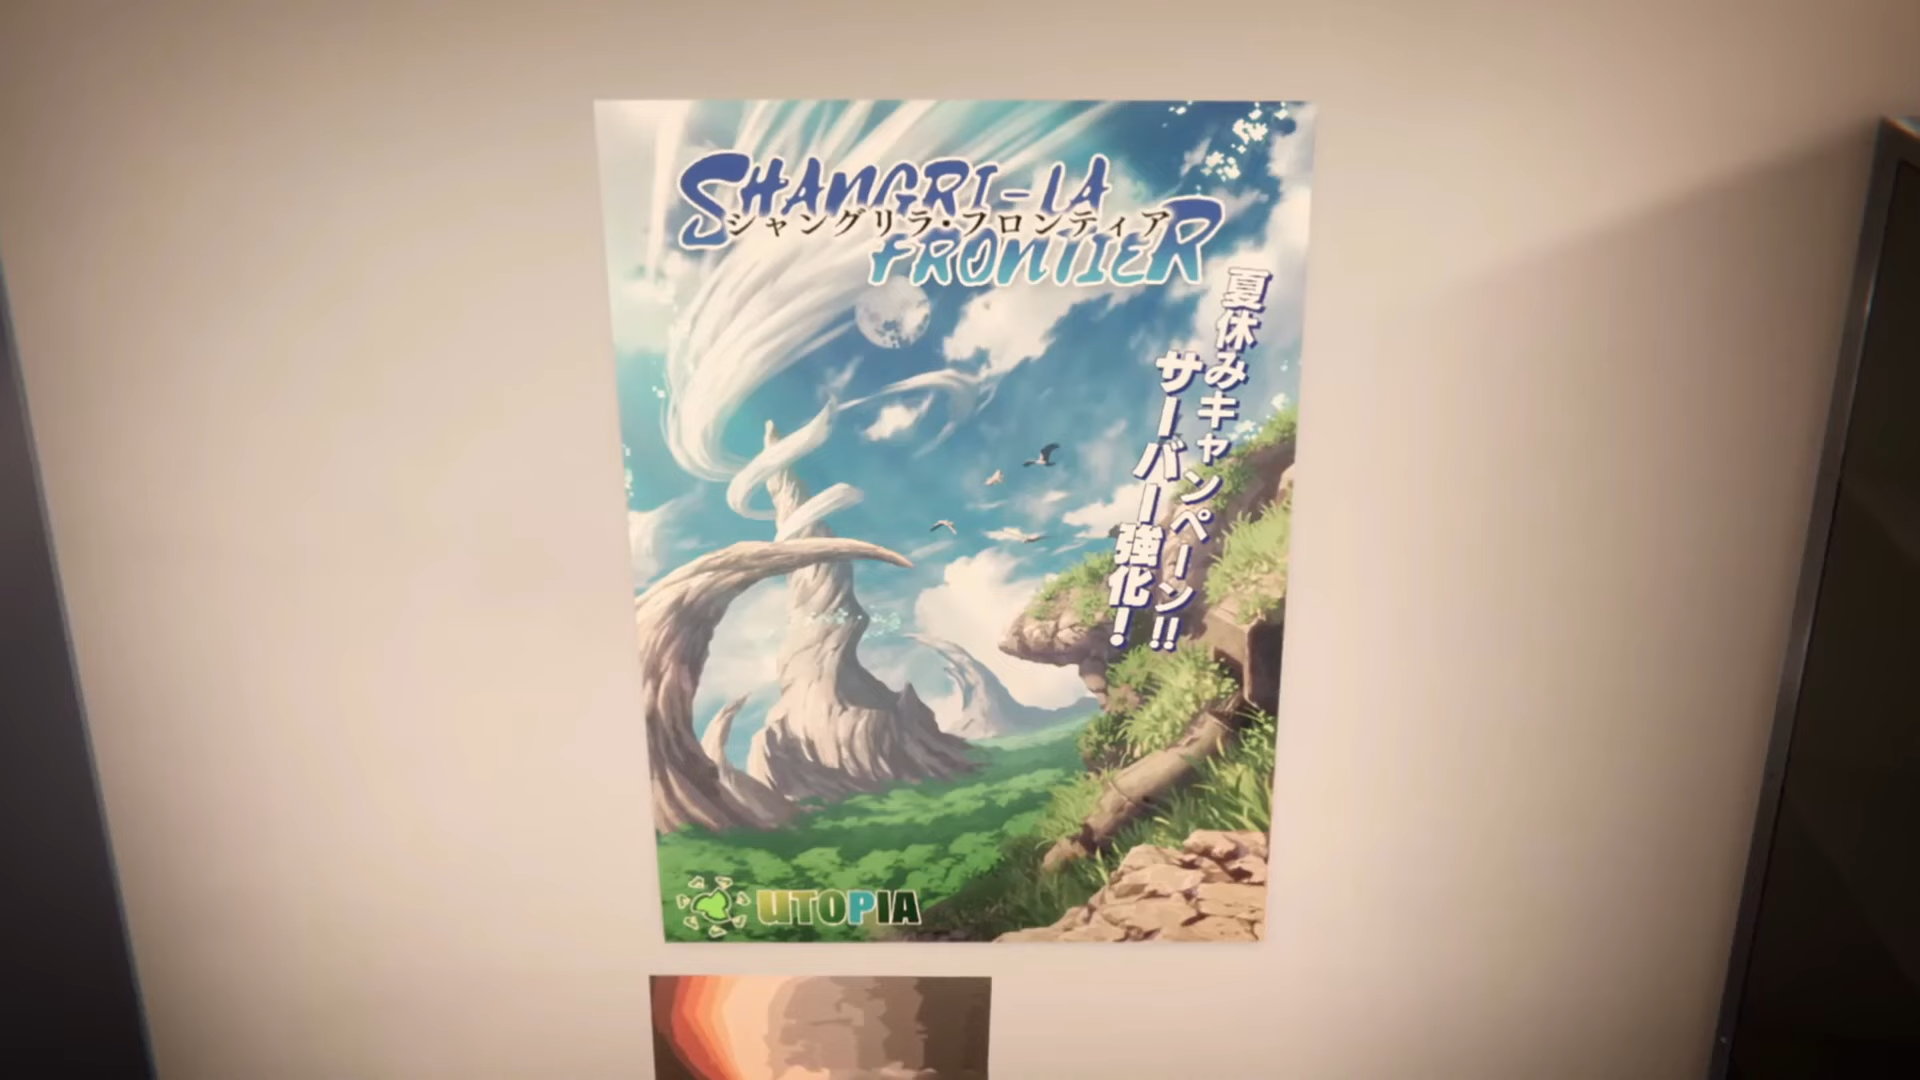 SHANGRI-LA
シャングリラ・フロンティア
FRONTIER
夏休みキャンペーン!!
サーバー強化!
UTOPIA